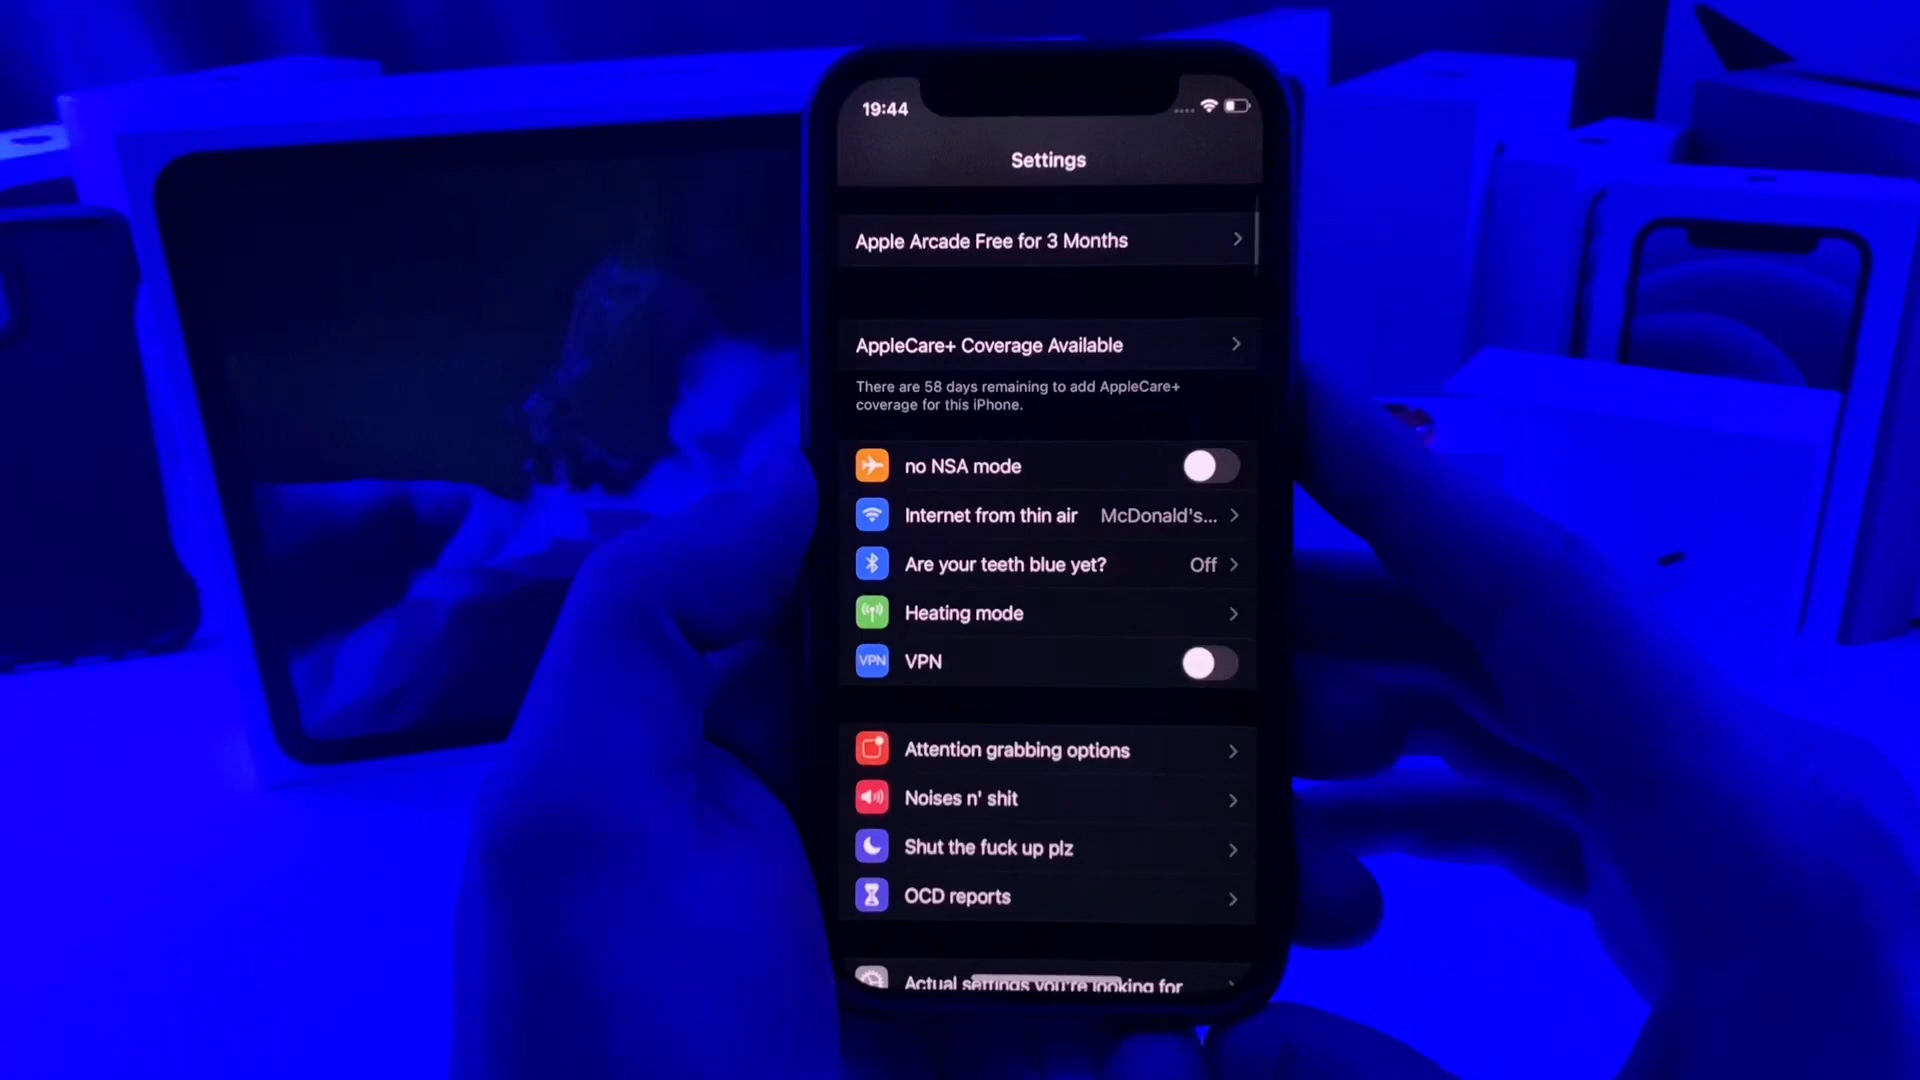 19:44
Settings
Apple Arcade Free for 3 Months
AppleCare+ Coverage Available
There are 58 days remaining to add AppleCare+
coverage for this iPhone.
no NSA mode
Internet from thin air McDonald's...
Are your teeth blue yet? Off
Heating mode
VPN VPN
Attention grabbing options
Noises n' shit
Shut the fuck up plz
OCD reports
Actual settings you're looking for